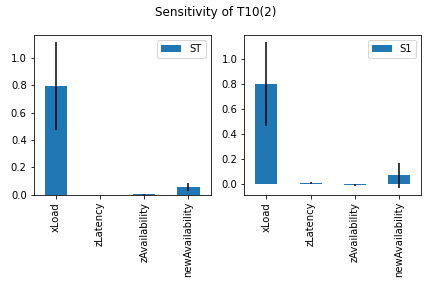 Sensitivity of T10(2)
ST
1.0
0.8
0.6
0.4
0.2
0.0
xLoad
zLatency
zAvailability
newAvailability
S1
1.0
0.8
0.6
0.4
0.2
0.0
xLoad
zLatency
zAvailability
newAvailability